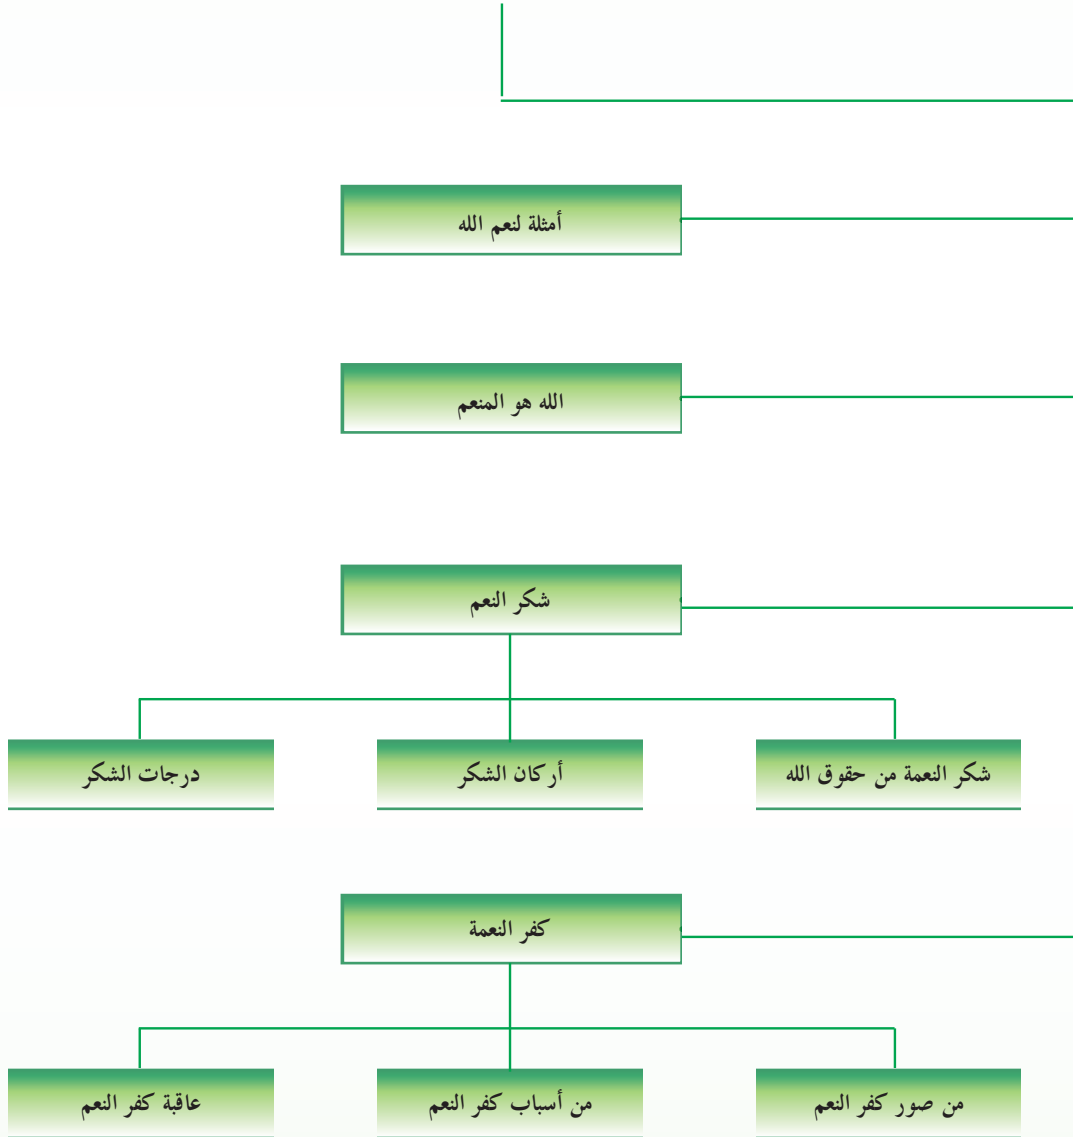 أمثلة لنعم الله
الله هو المنعم
شكر النعم
شكر النعمة من حقوق الله
أركان الشكر
درجات الشكر
كفر النعمة
من صور كفر النعم
من أسباب كفر النعم
عاقبة كفر النعم